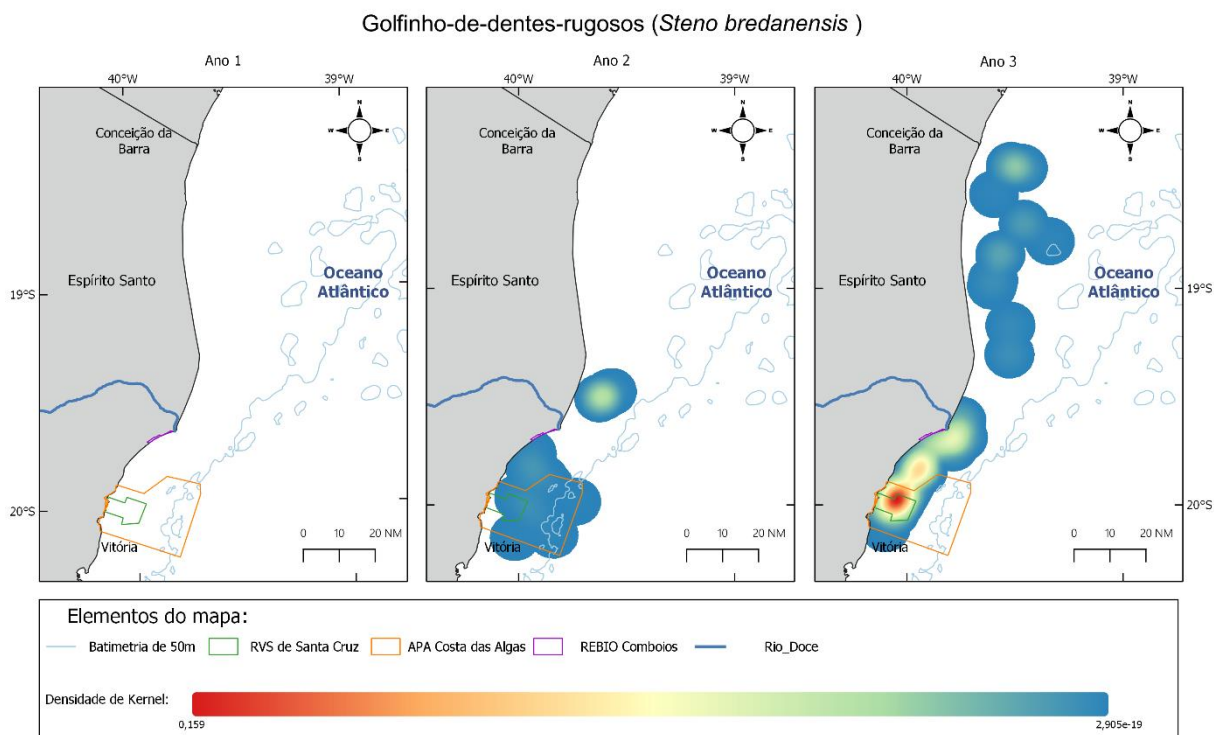 Golfinho-de-dentes-rugosos (Steno bredanensis )
Ano 1
40°W
39°W
N
W
E
S
Conceição da
Barra
Espírito Santo
Oceano
Atlântico
19°S
20°S
Vitória
0 10 20 NM
Ano 2
40°W
39°W
N
W
E
S
Conceição da
Barra
Espírito Santo
Oceano
Atlântico
Vitória
0 10 20 NM
Ano 3
40°W
39°W
N
W
E
S
Conceição da
Barra
Espírito Santo
Oceano
Atlântico
19°S
20°S
Vitória
0 10 20 NM
Elementos do mapa:
Batimetria de 50m RVS de Santa Cruz APA Costa das Algas REBIO Comboios Rio_Doce
Densidade de Kernel:
0,159 2,905e-19